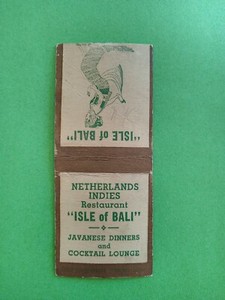 "ISLE of BALI"
NETHERLANDS
INDIES
Restaurant
"ISLE of BALI"
JAVANESE DINNERS
and
COCKTAIL LOUNGE